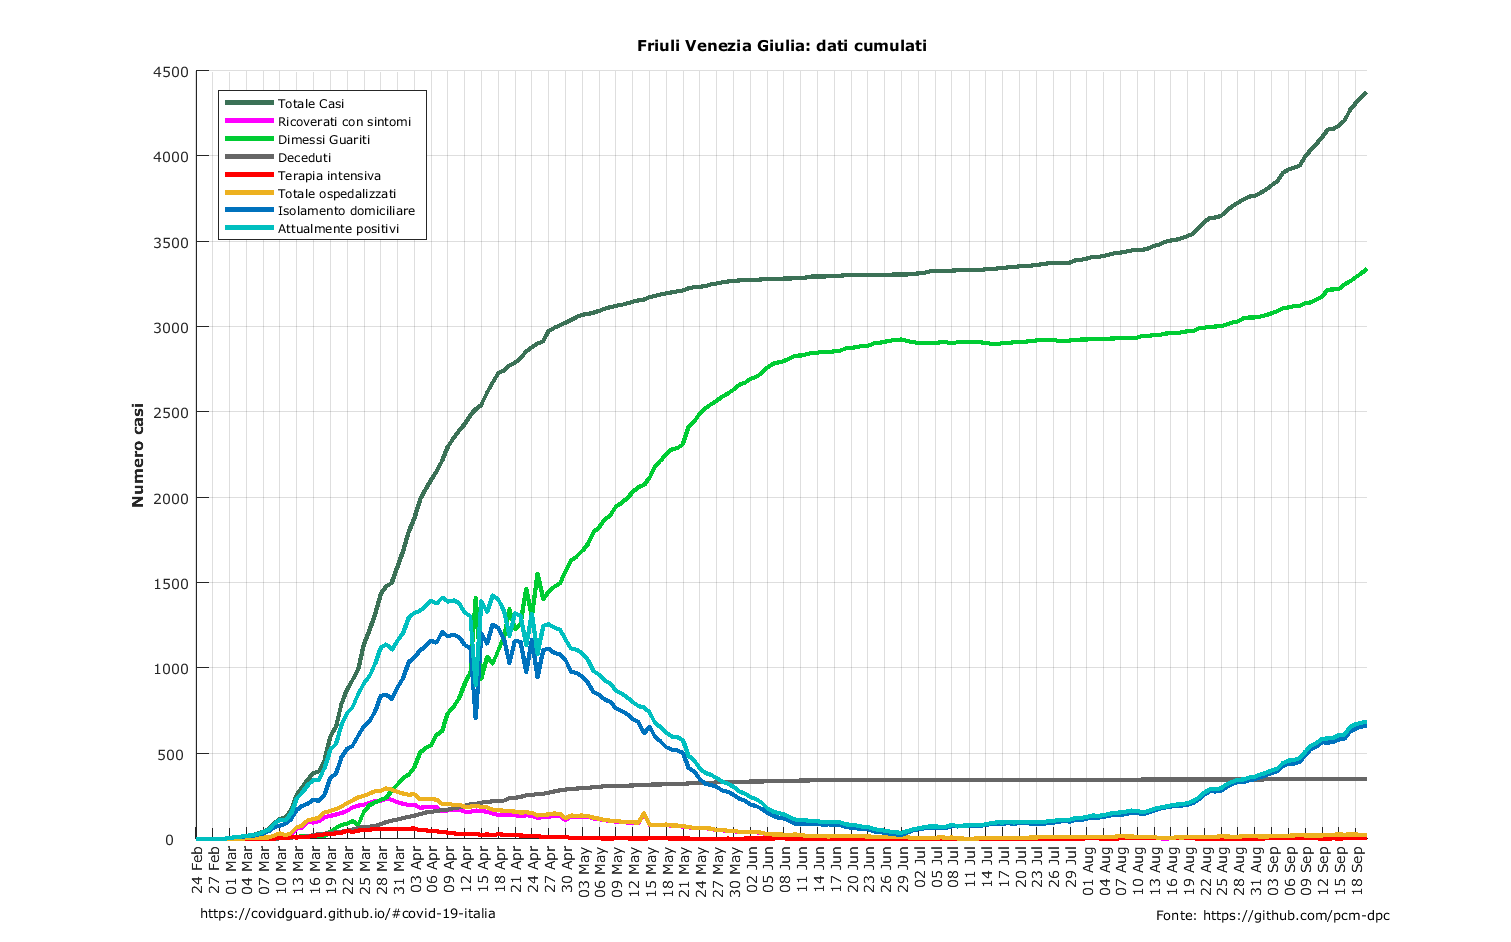 Friuli Venezia Giulia: dati cumulati
4500
4000
3500
3000
2500
2000
1500
1000
500
0
Numero casi
Totale Casi
Ricoverati con sintomi
Dimessi Guariti
Deceduti
Terapia intensiva
Totale ospedalizzati
Isolamento domiciliare
Attualmente positivi
24 Feb
27 Feb
01 Mar
04 Mar
07 Mar
10 Mar
13 Mar
16 Mar
19 Mar
22 Mar
25 Mar
28 Mar
31 Mar
03 Apr
06 Apr
09 Apr
12 Apr
15 Apr
18 Apr
21 Apr
24 Apr
27 Apr
30 Apr
03 May
06 May
09 May
12 May
15 May
18 May
21 May
24 May
27 May
30 May
02 Jun
05 Jun
08 Jun
11 Jun
14 Jun
17 Jun
20 Jun
23 Jun
26 Jun
29 Jun
02 Jul
05 Jul
08 Jul
11 Jul
14 Jul
17 Jul
20 Jul
23 Jul
26 Jul
29 Jul
01 Aug
04 Aug
07 Aug
10 Aug
13 Aug
16 Aug
19 Aug
22 Aug
25 Aug
28 Aug
31 Aug
03 Sep
06 Sep
09 Sep
12 Sep
15 Sep
18 Sep
https://covidguard.github.io/#covid-19-italia
Fonte: https://github.com/pcm-dpc